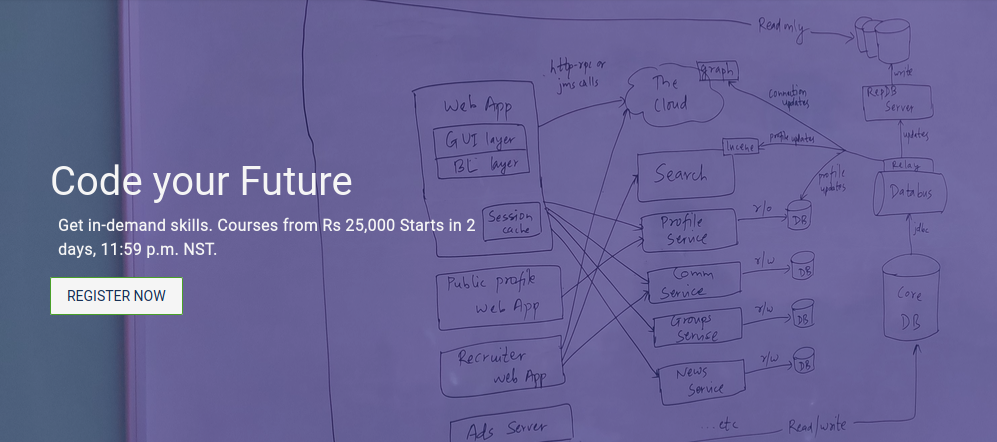 Code your Future
Get in-demand skills. Courses from Rs 25,000 Starts in 2
days, 11:59 p.m. NST.
REGISTER NOW
Read only
write
RepDB
Server
updates
Relay
Databus
jdbc
Core
DB
Read/write
http-rpc or
jms calls
The
Cloud
graph
connection
updates
Web App
GUI layer
BL layer
Session
cache
Public profile
Web App
Recruiter
Web App
Ads Server
Lucene
profile updates
profile
updates
Search
Profile
Service
r/o
DB
Comm
Service
r/w
DB
Groups
Service
r/w
DB
News
Service
r/w
DB
...etc